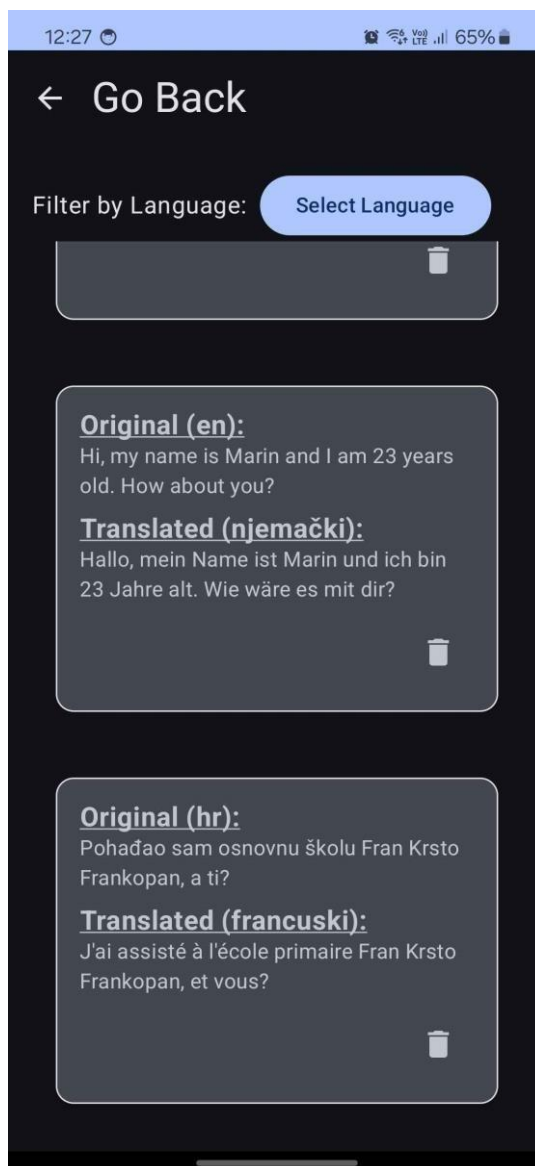 12:27 65%
Go Back
Filter by Language: Select Language
Original (en):
Hi, my name is Marin and I am 23 years
old. How about you?
Translated (njemački):
Hallo, mein Name ist Marin und ich bin
23 Jahre alt. Wie wäre es mit dir?
Original (hr):
Pohađao sam osnovnu školu Fran Krsto
Frankopan, a ti?
Translated (francuski):
J'ai assisté à l'école primaire Fran Krsto
Frankopan, et vous?